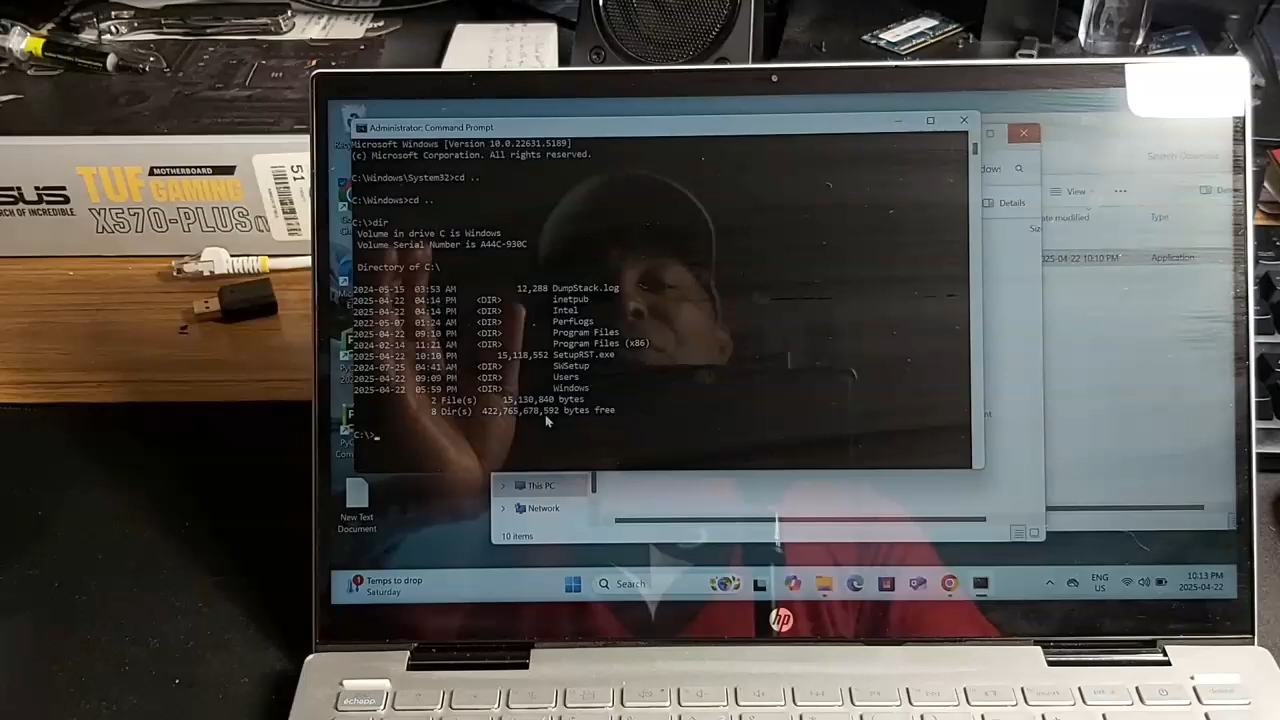 Administrator: Command Prompt
Microsoft Windows [Version 10.0.22631.5189]
(c) Microsoft Corporation. All rights reserved.
C:\Windows\System32>cd ..
C:\Windows>cd ..
C:\>dir
Volume in drive C is Windows
Volume Serial Number is A44C-930C
Directory of C:\
2024-05-15 03:53 AM 12,288 DumpStack.log
2025-04-22 04:14 PM <DIR> inetpub
2025-04-22 04:14 PM <DIR> Intel
2022-05-07 01:24 AM <DIR> PerfLogs
2025-04-22 09:10 PM <DIR> Program Files
2024-02-14 11:21 AM <DIR> Program Files (x86)
2025-04-22 10:10 PM 15,118,552 SetupRST.exe
2024-07-25 04:41 AM <DIR> SWSetup
2025-04-22 09:09 PM <DIR> Users
2025-04-22 05:59 PM <DIR> Windows
2 File(s) 15,130,840 bytes
8 Dir(s) 422,765,678,592 bytes free
C:\>
Details
View
Type
2025-04-22 10:10 PM Application
This PC
Network
10 items
New Text
Document
Temps to drop
Saturday
Search
ENG
US
10:13 PM
2025-04-22
hp
MOTHERBOARD
TUF GAMING
X570-PLUS
51
échapp